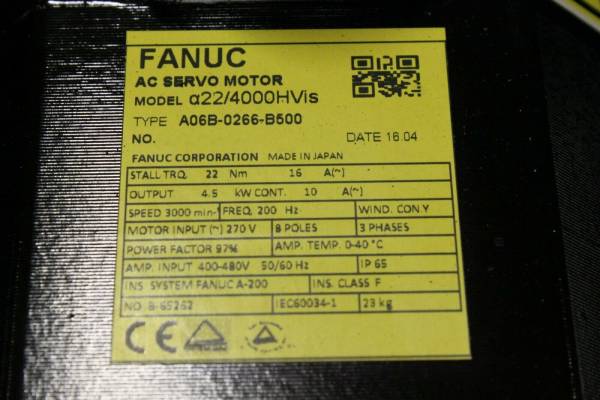 FANUC
AC SERVO MOTOR
MODEL α22/4000HVis
TYPE A06B-0266-B500
NO. DATE 16.04
FANUC CORPORATION MADE IN JAPAN
STALL TRQ. 22 Nm 16 A(~)
OUTPUT 4.5 kW CONT. 10 A(~)
SPEED 3000 min-¹ FREQ. 200 Hz WIND. CON.Y
MOTOR INPUT (~) 270 V 8 POLES 3 PHASES
POWER FACTOR 97% AMP. TEMP. 0-40 °C
AMP. INPUT 400-480V 50/60 Hz IP 65
INS. SYSTEM FANUC A-200 INS. CLASS F
NO. B-65262 IEC60034-1 23 kg
CE